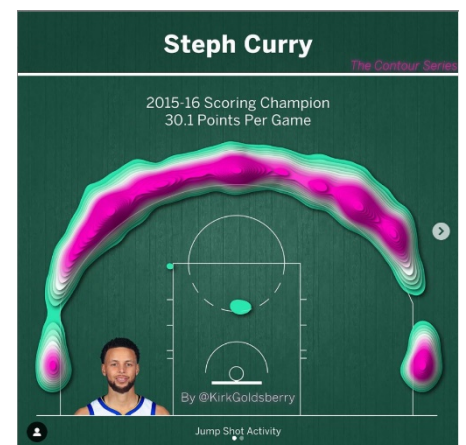 Steph Curry
The Contour Series
2015-16 Scoring Champion
30.1 Points Per Game
By @KirkGoldsberry
Jump Shot Activity